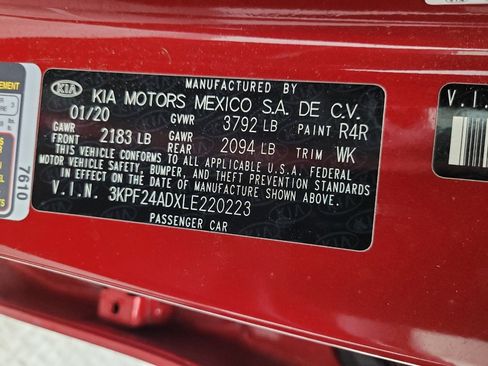 MANUFACTURED BY
KIA KIA MOTORS MEXICO S.A. DE C.V.
01/20 GVWR 3792 LB PAINT R4R
GAWR FRONT 2183 LB GAWR REAR 2094 LB TRIM WK
THIS VEHICLE CONFORMS TO ALL APPLICABLE U.S.A. FEDERAL
MOTOR VEHICLE SAFETY, BUMPER, AND THEFT PREVENTION STANDARDS
IN EFFECT ON THE DATE OF MANUFACTURE SHOWN ABOVE.
V.I.N. 3KPF24ADXLE220223
PASSENGER CAR
7610
V.I.